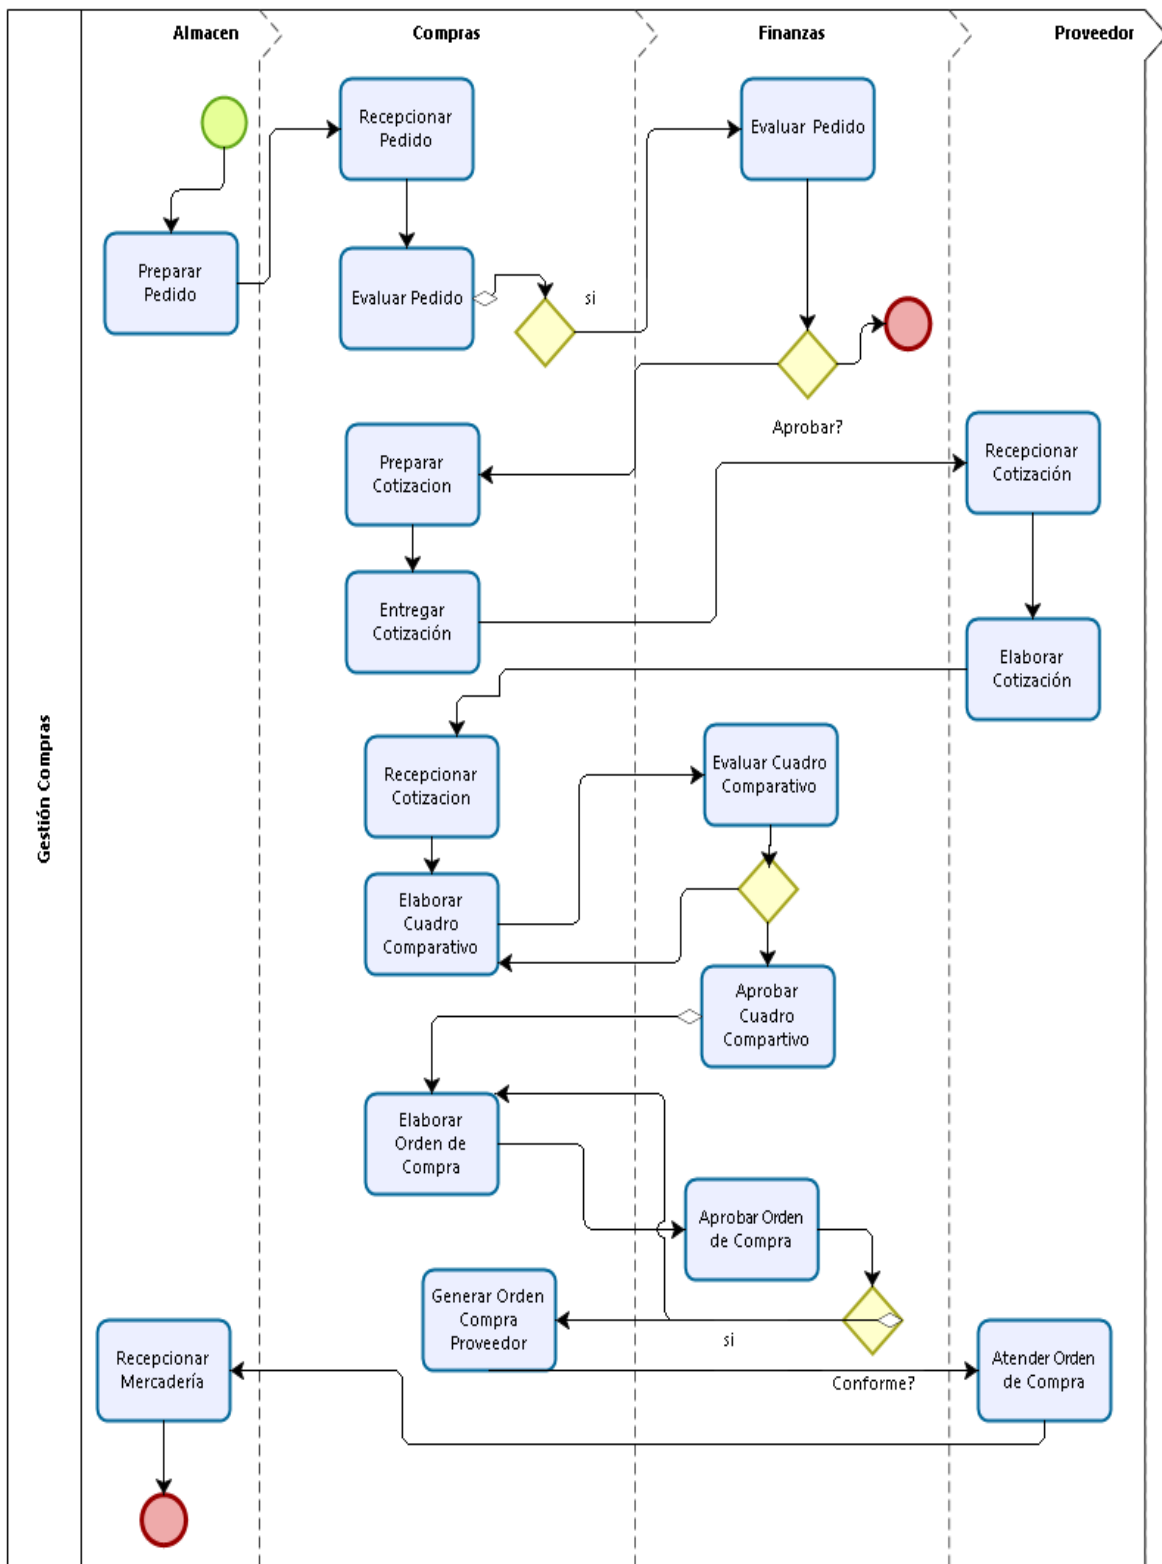 Almacen
Compras
Finanzas
Proveedor
Gestión Compras
Recepcionar
Pedido
Evaluar Pedido
Preparar
Pedido
Evaluar Pedido
si
Aprobar?
Preparar
Cotizacion
Recepcionar
Cotización
Entregar
Cotización
Elaborar
Cotización
Recepcionar
Cotizacion
Evaluar Cuadro
Comparativo
Elaborar
Cuadro
Comparativo
Aprobar
Cuadro
Compartivo
Elaborar
Orden de
Compra
Aprobar Orden
de Compra
Generar Orden
Compra
Proveedor
si
Conforme?
Recepcionar
Mercadería
Atender Orden
de Compra